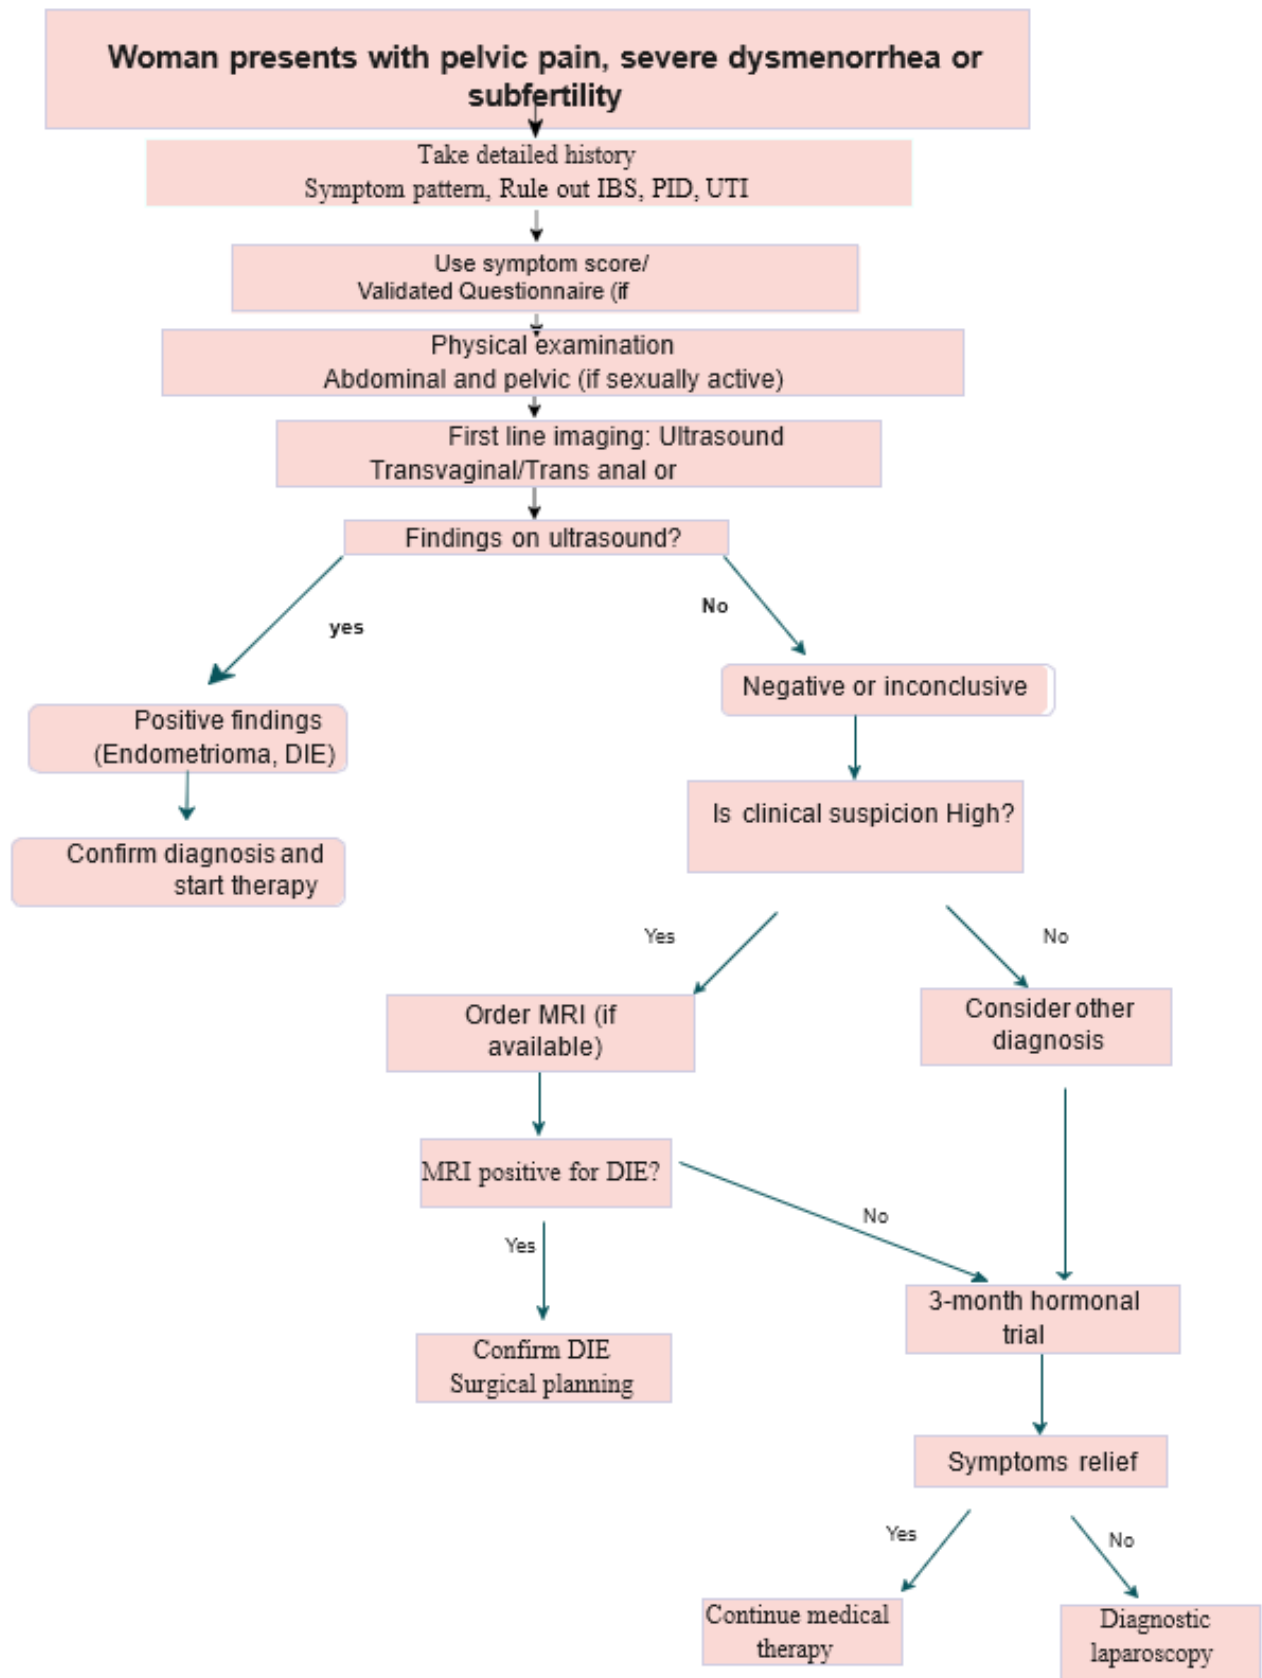 Woman presents with pelvic pain, severe dysmenorrhea or
subfertility
Take detailed history
Symptom pattern, Rule out IBS, PID, UTI
Use symptom score/
Validated Questionnaire (if
Physical examination
Abdominal and pelvic (if sexually active)
First line imaging: Ultrasound
Transvaginal/Trans anal or
Findings on ultrasound?
yes
No
Positive findings
(Endometrioma, DIE)
Negative or inconclusive
Confirm diagnosis and
start therapy
Is clinical suspicion High?
Yes
No
Order MRI (if
available)
Consider other
diagnosis
MRI positive for DIE?
No
Yes
3-month hormonal
trial
Confirm DIE
Surgical planning
Symptoms relief
Yes
No
Continue medical
therapy
Diagnostic
laparoscopy